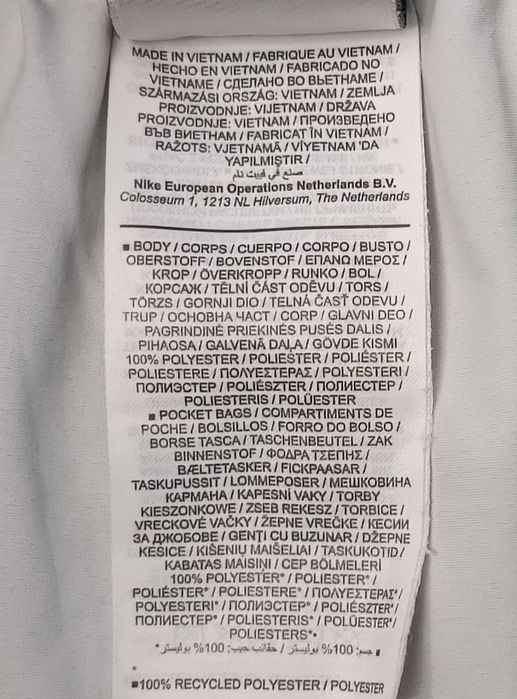 MADE IN VIETNAM / FABRIQUE AU VIETNAM /
HECHO EN VIETNAM / FABRICADO NO
VIETNAME / СДЕЛАНО ВО ВЬЕТНАМЕ /
SZÁRMAZÁSI ORSZÁG: VIETNAM / ZEMLJA
PROIZVODNJE: VIJETNAM / DRŽAVA
PROIZVODNJE: VIETNAM / ПРОИЗВЕДЕНО
ВЪВ ВИЕТНАМ / FABRICAT ÎN VIETNAM /
RAŽOTS: VJETNAMĀ / VİYETNAM 'DA
YAPILMIŞTIR /
صنع في فييت نام
Nike European Operations Netherlands B.V.
Colosseum 1, 1213 NL Hilversum, The Netherlands
■ BODY / CORPS / CUERPO / CORPO / BUSTO /
OBERSTOFF / BOVENSTOF / ΕΠΑΝΩ ΜΕΡΟΣ /
KROP / ÖVERKROPP / RUNKO / BOL /
КОРСАЖ / TĚLNÍ ČÁST ODĚVU / TORS /
TÖRZS / GORNJI DIO / TELNÁ ČASŤ ODEVU /
TRUP / ОСНОВНА ЧАСТ / CORP / GLAVNI DEO /
PAGRINDINĖ PRIEKINĖS PUSĖS DALIS /
PIHAOSA / GALVENĀ DAĻA / GÖVDE KISMI
100% POLYESTER / POLIESTER / POLIÉSTER /
POLIESTERE / ΠΟΛΥΕΣΤΕΡΑΣ / POLYESTERI /
ПОЛИЭСТЕР / POLIÉSZTER / ПОЛИЕСТЕР /
POLIESTERIS / POLÜESTER
■ POCKET BAGS / COMPARTIMENTS DE
POCHE / BOLSILLOS / FORRO DO BOLSO /
BORSE TASCA / TASCHENBEUTEL / ZAK
BINNENSTOF / ΦΟΔΡΑ ΤΣΕΠΗΣ /
BÆLTETASKER / FICKPAASAR /
TASKUPUSSIT / LOMMEPOSER / МЕШКОВИНА
КАРМАНА / KAPESNÍ VAKY / TORBY
KIESZONKOWE / ZSEB REKESZ / TORBICE /
VRECKOVÉ VAČKY / ŽEPNE VREČKE / КЕСИИ
ЗА ДЖОБОВЕ / GENȚI CU BUZUNAR / DŽEPNE
KESICE / KIŠENIŲ MAIŠELIAI / TASKUKOTID /
KABATAS MAISIŅI / CEP BÖLMELERİ
100% POLYESTER* / POLIESTER* /
POLIÉSTER* / POLIESTERE* / ΠΟΛΥΕΣΤΕΡΑΣ* /
POLYESTERI* / ПОЛИЭСТЕР* / POLIÉSZTER* /
ПОЛИЕСТЕР* / POLIESTERIS* / POLÜESTER* /
POLIESTERS*•
■ جسم: 100% بوليستر / حقائب جيب: 100% بوليستر*
*
■100% RECYCLED POLYESTER / POLYESTER